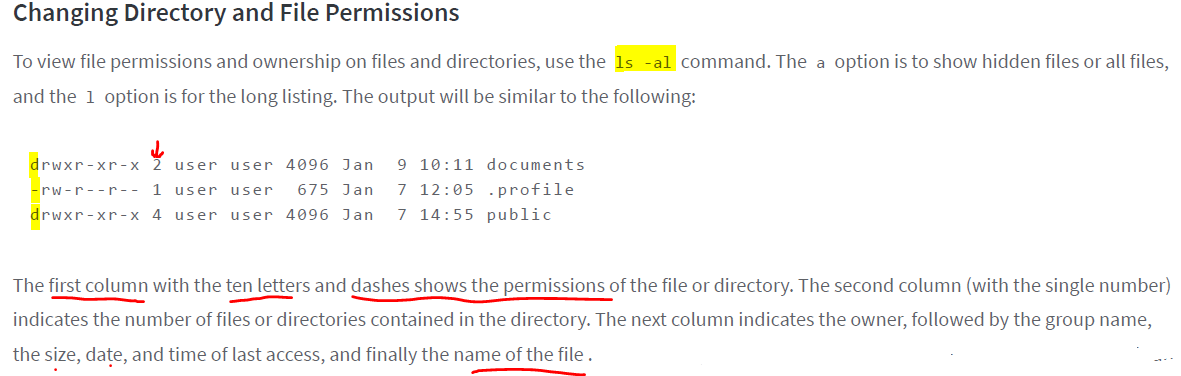 Changing Directory and File Permissions
To view file permissions and ownership on files and directories, use the ls -al command. The a option is to show hidden files or all files,
and the l option is for the long listing. The output will be similar to the following:
drwxr-xr-x 2 user user 4096 Jan  9 10:11 documents
-rw-r--r-- 1 user user  675 Jan  7 12:05 .profile
drwxr-xr-x 4 user user 4096 Jan  7 14:55 public
The first column with the ten letters and dashes shows the permissions of the file or directory. The second column (with the single number)
indicates the number of files or directories contained in the directory. The next column indicates the owner, followed by the group name,
the size, date, and time of last access, and finally the name of the file .